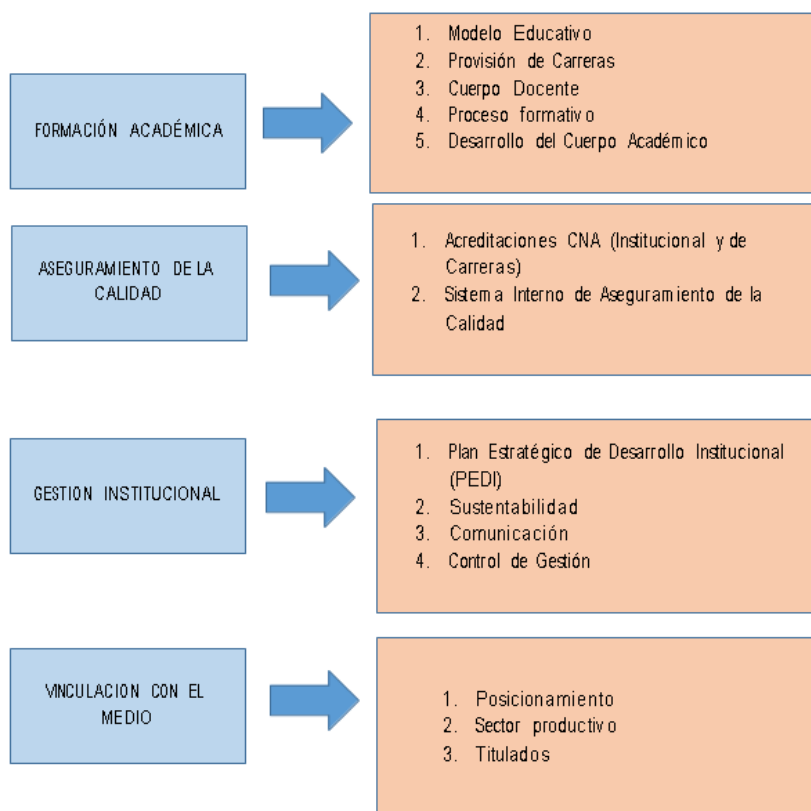 FORMACIÓN ACADÉMICA
1. Modelo Educativo
2. Provisión de Carreras
3. Cuerpo Docente
4. Proceso formativo
5. Desarrollo del Cuerpo Académico
ASEGURAMIENTO DE LA
CALIDAD
1. Acreditaciones CNA (Institucional y de
Carreras)
2. Sistema Interno de Aseguramiento de la
Calidad
GESTION INSTITUCIONAL
1. Plan Estratégico de Desarrollo Institucional
(PEDI)
2. Sustentabilidad
3. Comunicación
4. Control de Gestión
VINCULACION CON EL
MEDIO
1. Posicionamiento
2. Sector productivo
3. Titulados